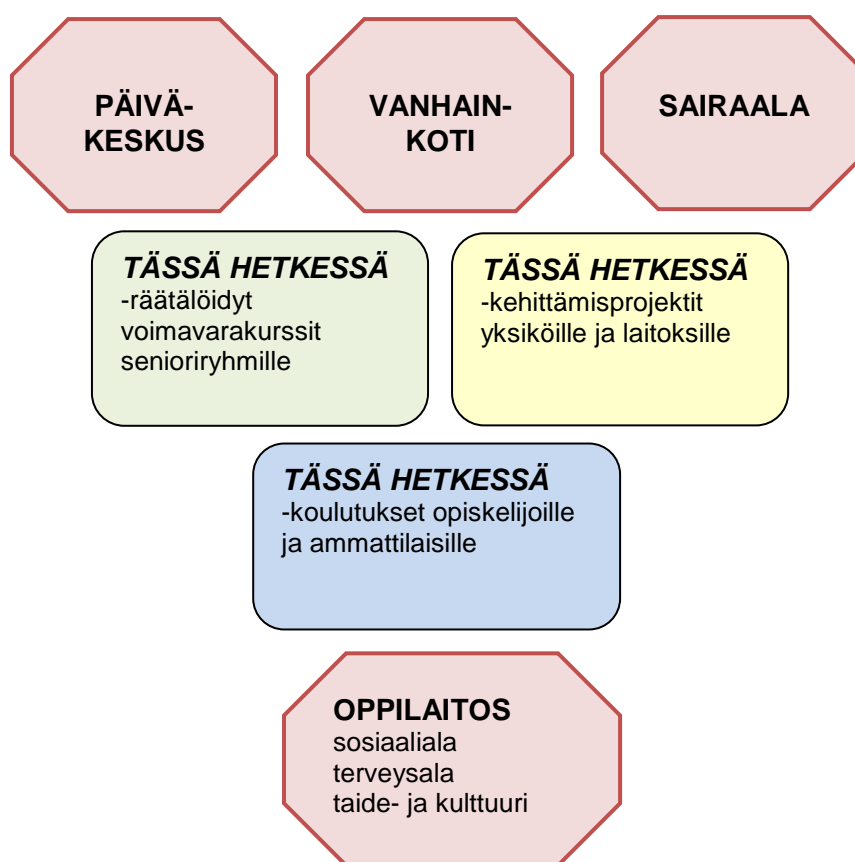 PÄIVÄ-
KESKUS
VANHAIN-
KOTI
SAIRAALA
TÄSSÄ HETKESSÄ
-räätälöidyt
voimavarakurssit
senioriryhmille
TÄSSÄ HETKESSÄ
-kehittämisprojektit
yksiköille ja laitoksille
TÄSSÄ HETKESSÄ
-koulutukset opiskelijoille
ja ammattilaisille
OPPILAITOS
sosiaaliala
terveysala
taide- ja kulttuuri